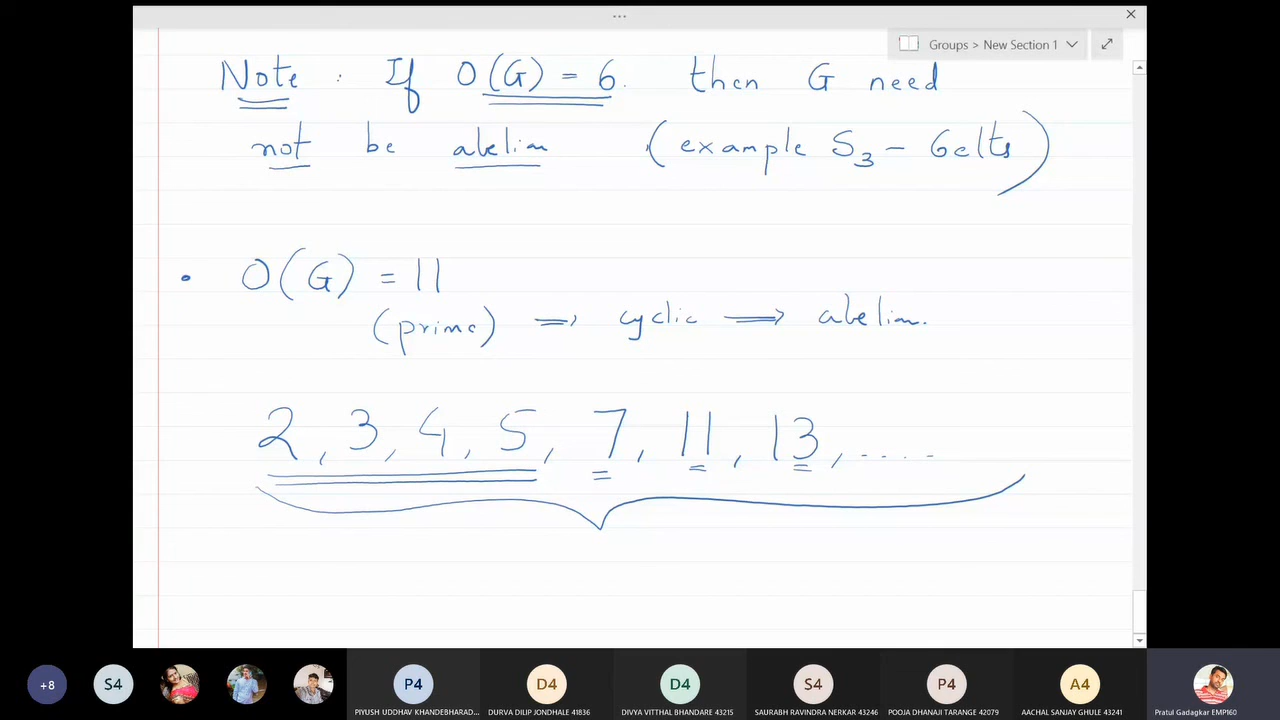 Groups > New Section 1
Note : If O(G) = 6. then G need
not be abelian (example S₃ - 6 elts)
• O(G) = 11
(prime) ⇒ cyclic ⟹ abelian.
2, 3, 4, 5, 7, 11, 13, ....
+8
S4
P4
D4
D4
S4
P4
A4
PIYUSH UDDHAV KHANDEBHARAD...
DURVA DILIP JONDHALE 41836
DIVYA VITTHAL BHANDARE 43215
SAURABH RAVINDRA NERKAR 43246
POOJA DHANAJI TARANGE 42079
AACHAL SANJAY GHULE 43241
Pratul Gadagkar EMP160